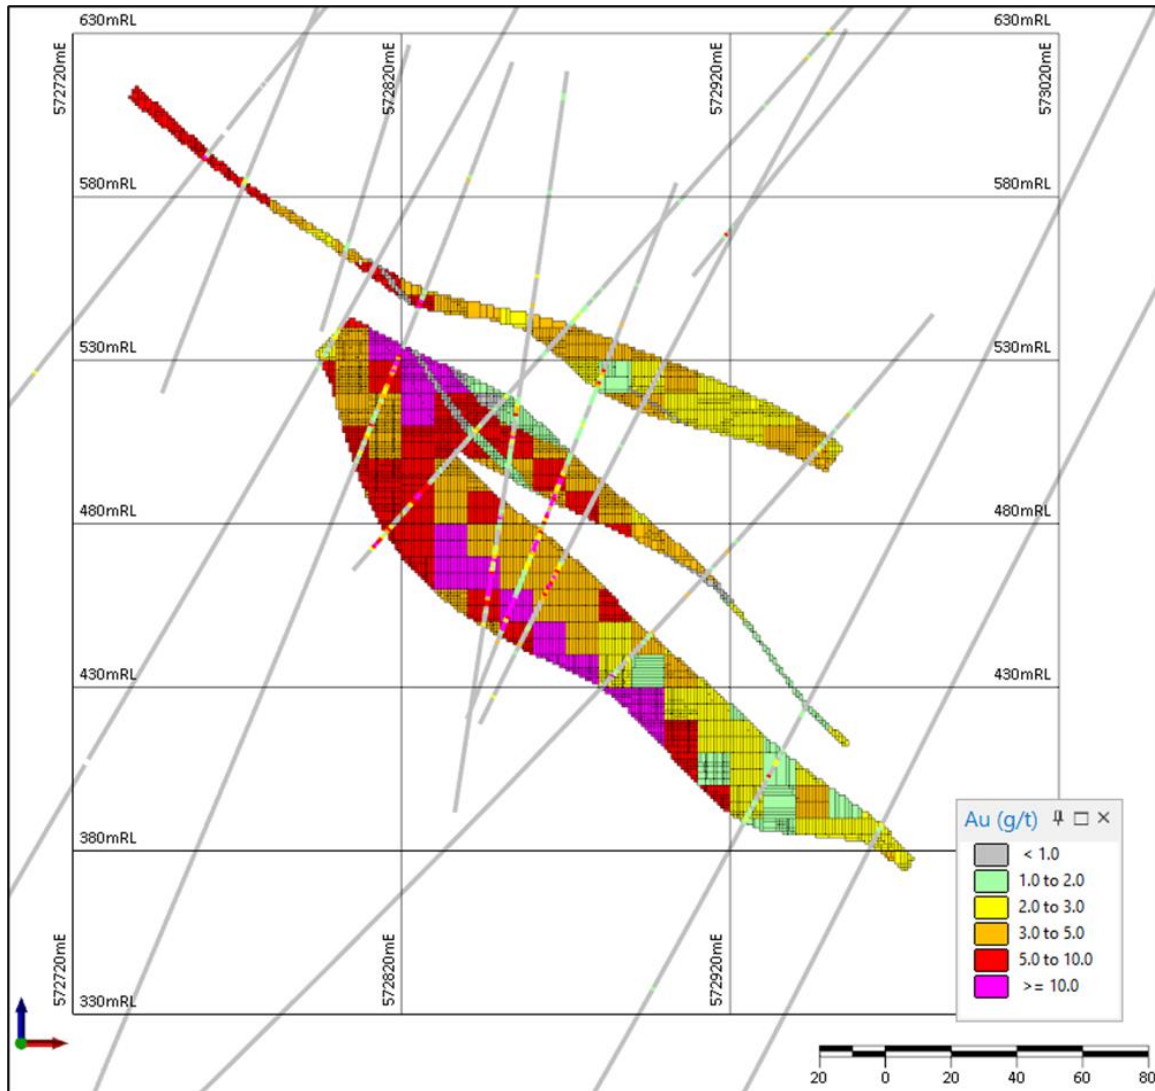 630mRL 630mRL
572720mE 572820mE 572920mE 573020mE
580mRL 580mRL
530mRL 530mRL
480mRL 480mRL
430mRL 430mRL
380mRL
572720mE 572820mE 572920mE
330mRL
Au (g/t)
< 1.0
1.0 to 2.0
2.0 to 3.0
3.0 to 5.0
5.0 to 10.0
>= 10.0
20 0 20 40 60 80